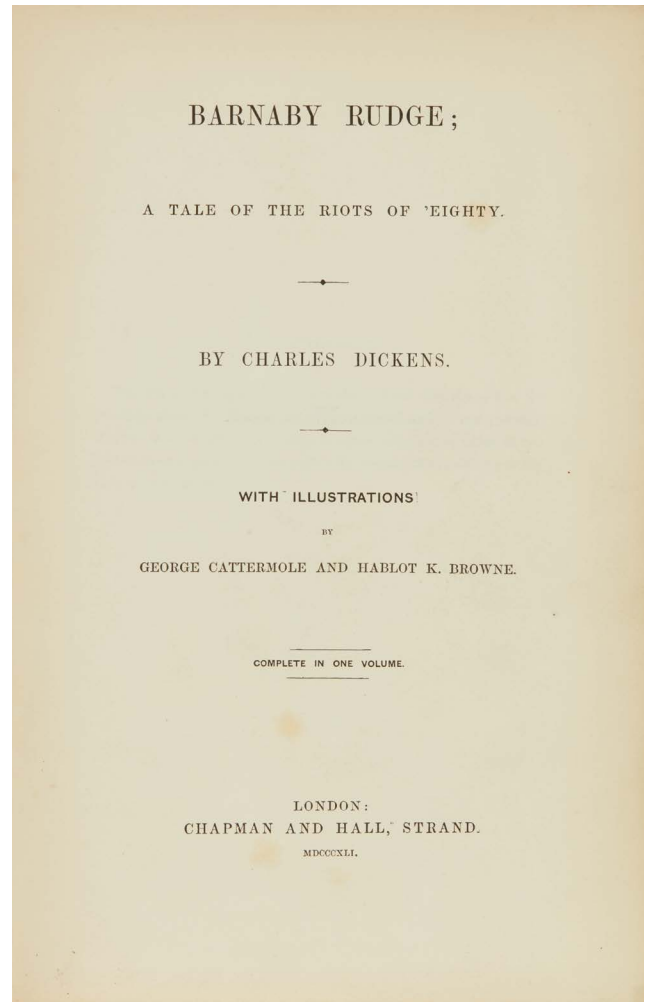 BARNABY RUDGE;
A TALE OF THE RIOTS OF 'EIGHTY.
BY CHARLES DICKENS.
WITH ILLUSTRATIONS
BY
GEORGE CATTERMOLE AND HABLOT K. BROWNE.
COMPLETE IN ONE VOLUME.
LONDON:
CHAPMAN AND HALL, STRAND.
MDCCCXLI.